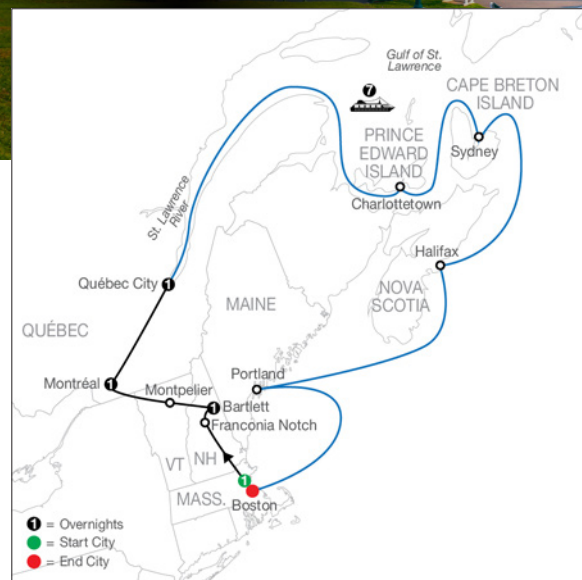 Gulf of St.
Lawrence
7
CAPE BRETON
ISLAND
PRINCE
EDWARD
ISLAND
Sydney
Charlottetown
St. Lawrence
River
Halifax
Québec City
1
NOVA
SCOTIA
MAINE
QUÉBEC
Portland
Montréal
1
Montpelier
1
Bartlett
Franconia Notch
VT
NH
MASS.
1
Boston
1 = Overnights
= Start City
= End City